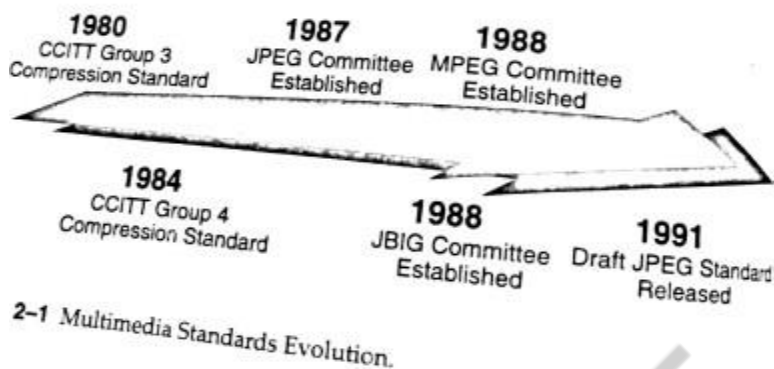 1980
CCITT Group 3
Compression Standard
1987
JPEG Committee
Established
1988
MPEG Committee
Established
1984
CCITT Group 4
Compression Standard
1988
JBIG Committee
Established
1991
Draft JPEG Standard
Released
2–1 Multimedia Standards Evolution.